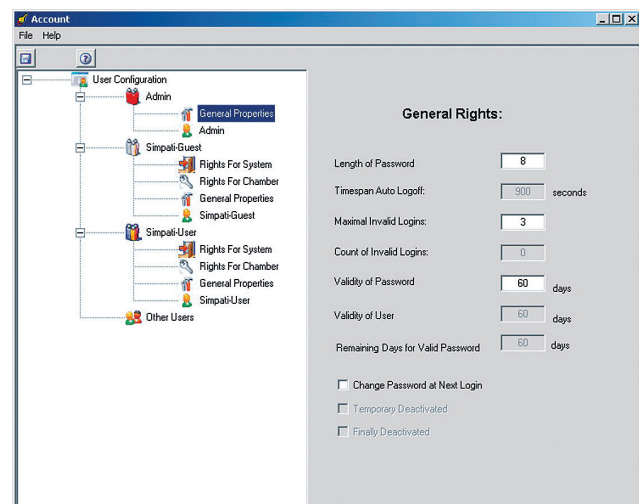 Account
File Help
User Configuration
Admin
General Properties
Admin
Simpati-Guest
Rights For System
Rights For Chamber
General Properties
Simpati-Guest
Simpati-User
Rights For System
Rights For Chamber
General Properties
Simpati-User
Other Users
General Rights:
Length of Password 8
Timespan Auto Logoff: 900 seconds
Maximal Invalid Logins: 3
Count of Invalid Logins: 0
Validity of Password 60 days
Validity of User 60 days
Remaining Days for Valid Password 60 days
Change Password at Next Login
Temporary Deactivated
Finally Deactivated